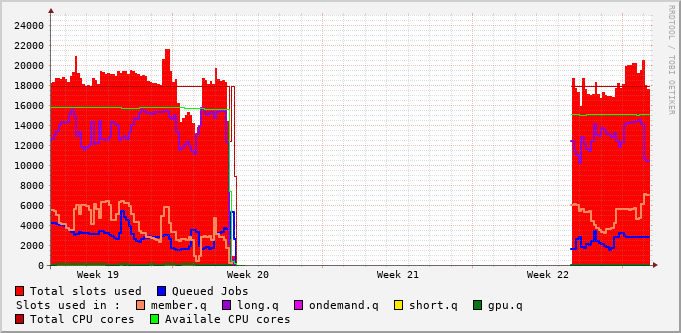 24000
22000
20000
18000
16000
14000
12000
10000
8000
6000
4000
2000
0
Week 19 Week 20 Week 21 Week 22
RRDTOOL / TOBI OETIKER
Total slots used Queued Jobs
Slots used in : member.q long.q ondemand.q short.q gpu.q
Total CPU cores Availale CPU cores